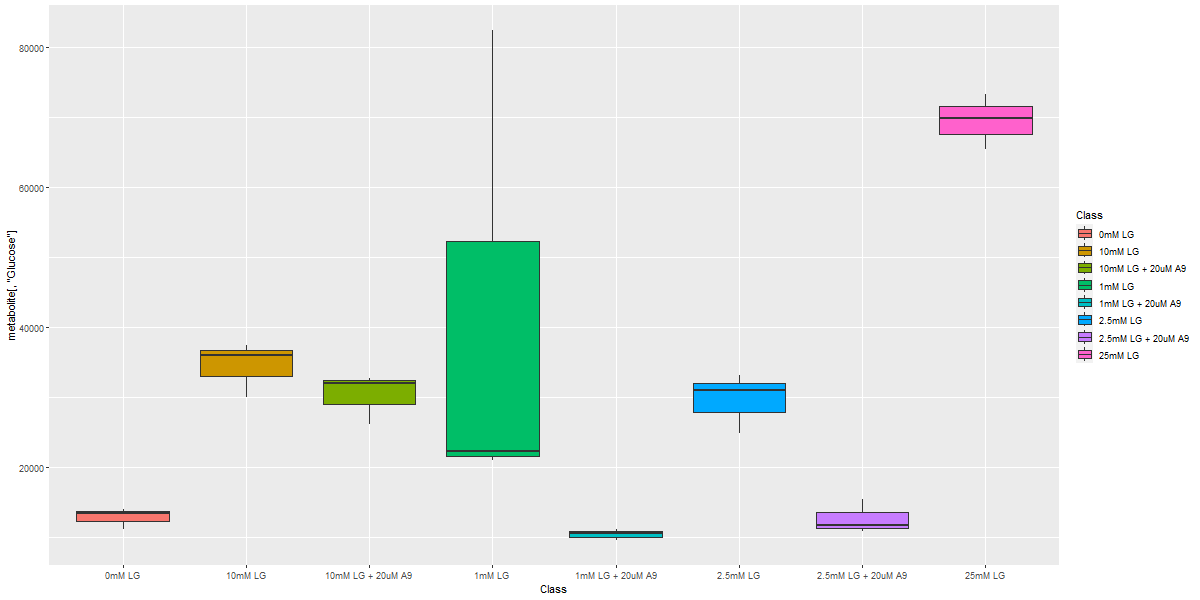 80000
60000
40000
20000
metabolite[, "Glucose"]
0mM LG
10mM LG
10mM LG + 20uM A9
1mM LG
1mM LG + 20uM A9
2.5mM LG
2.5mM LG + 20uM A9
25mM LG
Class
Class
0mM LG
10mM LG
10mM LG + 20uM A9
1mM LG
1mM LG + 20uM A9
2.5mM LG
2.5mM LG + 20uM A9
25mM LG